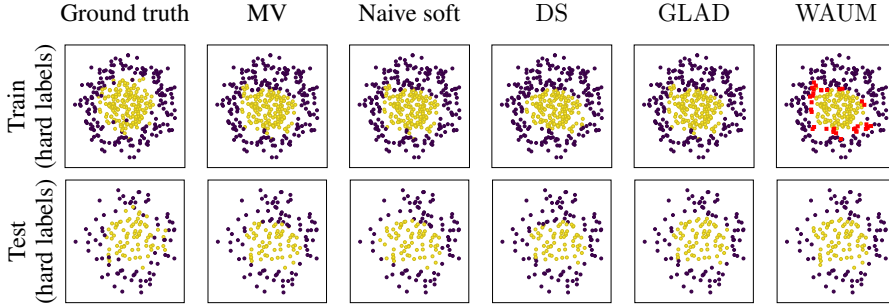 Ground truth MV Naive soft DS GLAD WAUM
Train
(hard labels)
Test
(hard labels)